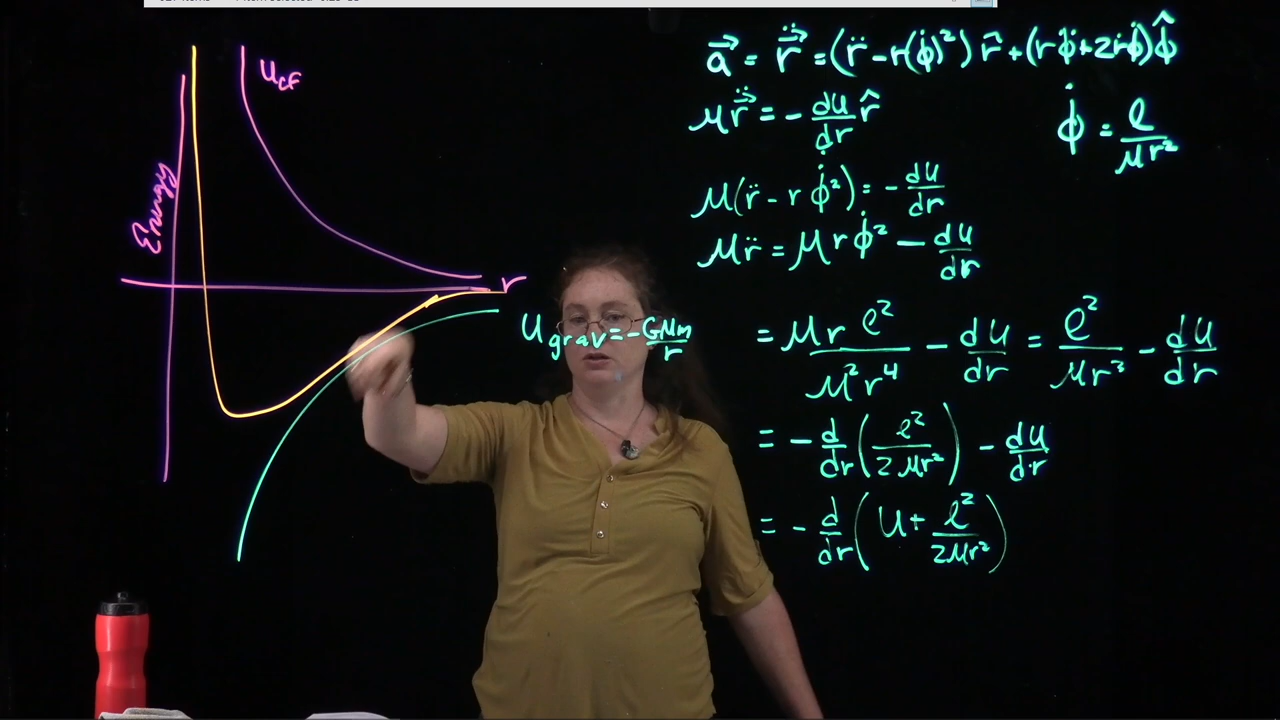 U_CF
Energy
r
U_grav = -GMm/r
a⃗ = r̈⃗ = (r̈ - r(φ̇)²) r̂ + (rφ̈ + 2ṙφ̇)φ̂
μr̈⃗ = - dU/dr r̂
φ̇ = ℓ/μr²
μ(r̈ - r φ̇²) = - dU/dr
μr̈ = μrφ̇² - dU/dr
= μr ℓ²/μ²r⁴ - dU/dr = ℓ²/μr³ - dU/dr
= - d/dr (ℓ²/2μr²) - dU/dr
= - d/dr (U + ℓ²/2μr²)